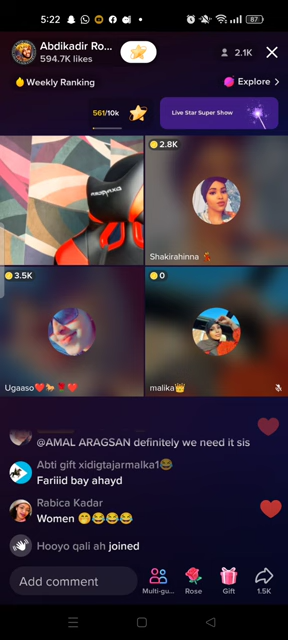 5:22
87
Abdikadir Ro...
594.7K likes
2.1K
Weekly Ranking
Explore >
561/10k
Live Star Super Show
2.8K
Shakirahinna
3.5K
0
Ugaaso❤️🐎🌹❤️
malika👑
@AMAL ARAGSAN definitely we need it sis
Abti gift xidigtajarmalka1😂
Fariiid bay ahayd
Rabica Kadar
Women 🤭😂😂😂
Hooyo qali ah joined
Add comment
Multi-gu...
Rose
Gift
1.5K